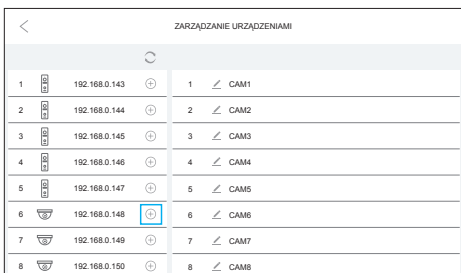 ZARZĄDZANIE URZĄDZENIAMI
1 192.168.0.143 1 CAM1
2 192.168.0.144 2 CAM2
3 192.168.0.145 3 CAM3
4 192.168.0.146 4 CAM4
5 192.168.0.147 5 CAM5
6 192.168.0.148 6 CAM6
7 192.168.0.149 7 CAM7
8 192.168.0.150 8 CAM8